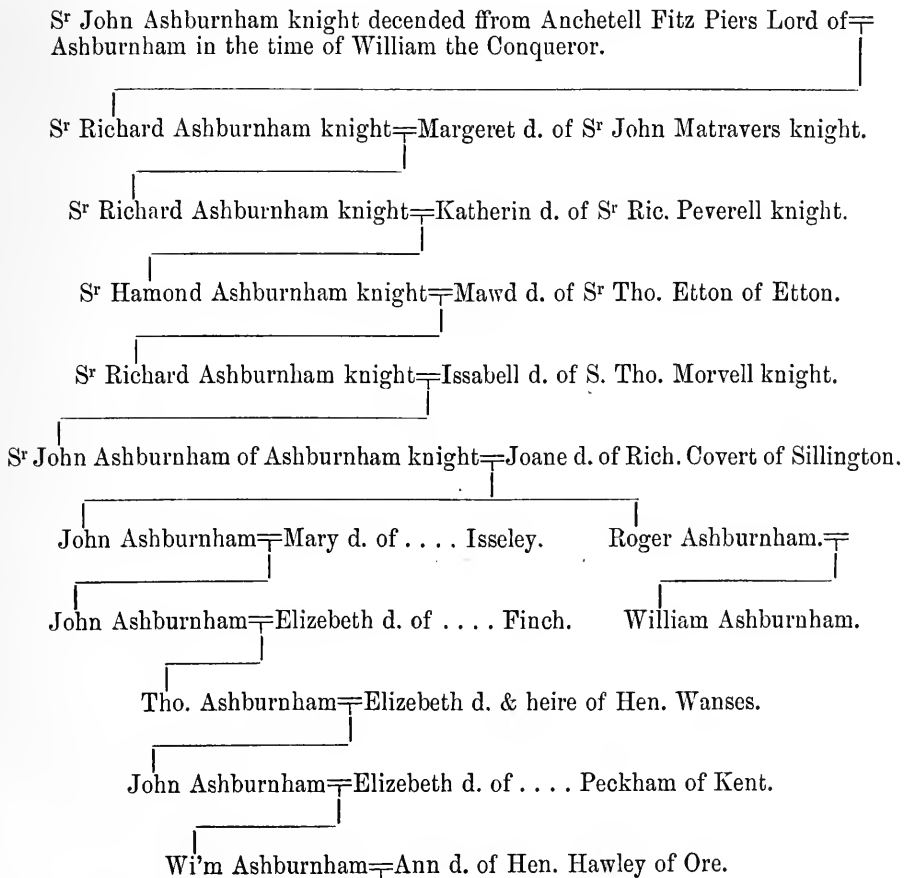 Sr John Ashburnham knight decended ffrom Anchetell Fitz Piers Lord of=
Ashburnham in the time of William the Conqueror.
Sr Richard Ashburnham knight=Margeret d. of Sr John Matravers knight.
Sr Richard Ashburnham knight=Katherin d. of Sr Ric. Peverell knight.
Sr Hamond Ashburnham knight=Mawd d. of Sr Tho. Etton of Etton.
Sr Richard Ashburnham knight=Issabell d. of S. Tho. Morvell knight.
Sr John Ashburnham of Ashburnham knight=Joane d. of Rich. Covert of Sillington.
John Ashburnham=Mary d. of .... Isseley. Roger Ashburnham.=
John Ashburnham=Elizebeth d. of .... Finch. William Ashburnham.
Tho. Ashburnham=Elizebeth d. & heire of Hen. Wanses.
John Ashburnham=Elizebeth d. of .... Peckham of Kent.
Wi'm Ashburnham=Ann d. of Hen. Hawley of Ore.